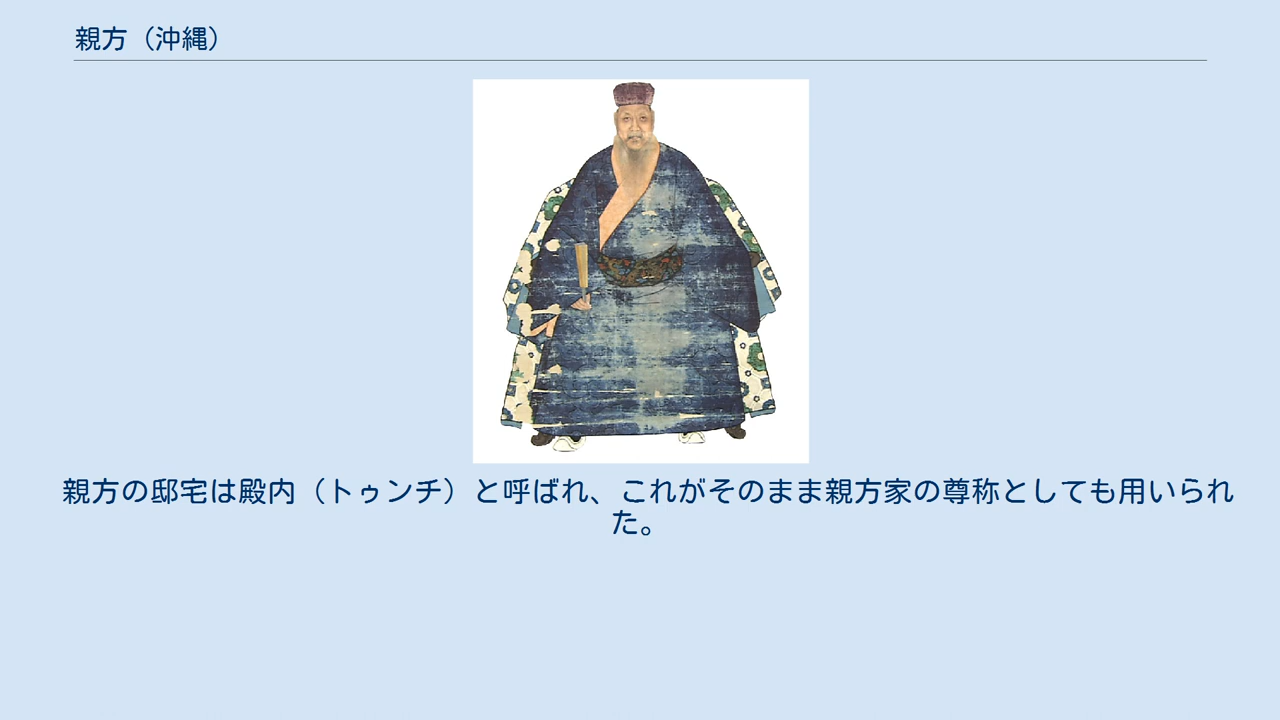 親方（沖縄）
親方の邸宅は殿内（トゥンチ）と呼ばれ、これがそのまま親方家の尊称としても用いられ
た。